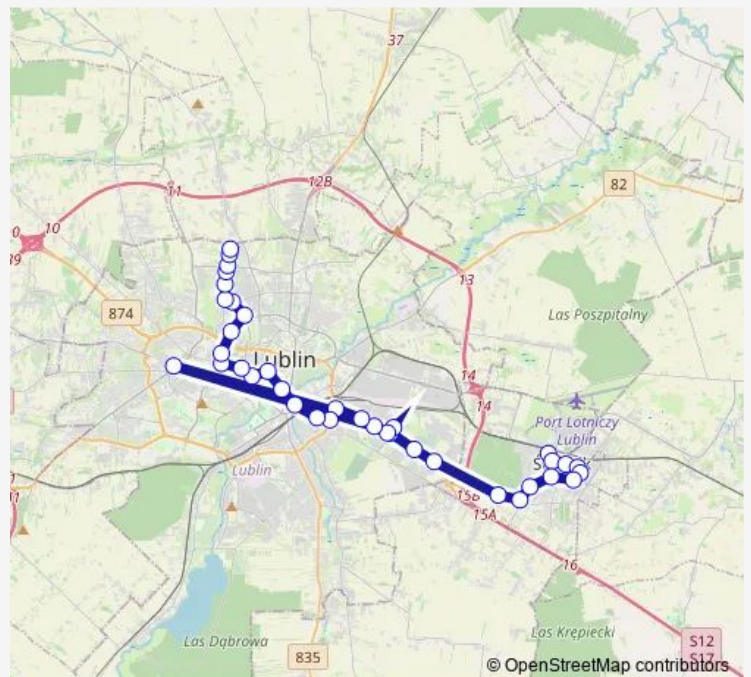 37
11
12B
82
10
39
13
874
Las Poszpitalny
Lublin
14
14
Port Lotniczy
Lublin
Lublin
15B
15A
16
Las Dąbrowa
Las Krępiecki
S12
S17
835
© OpenStreetMap contributors